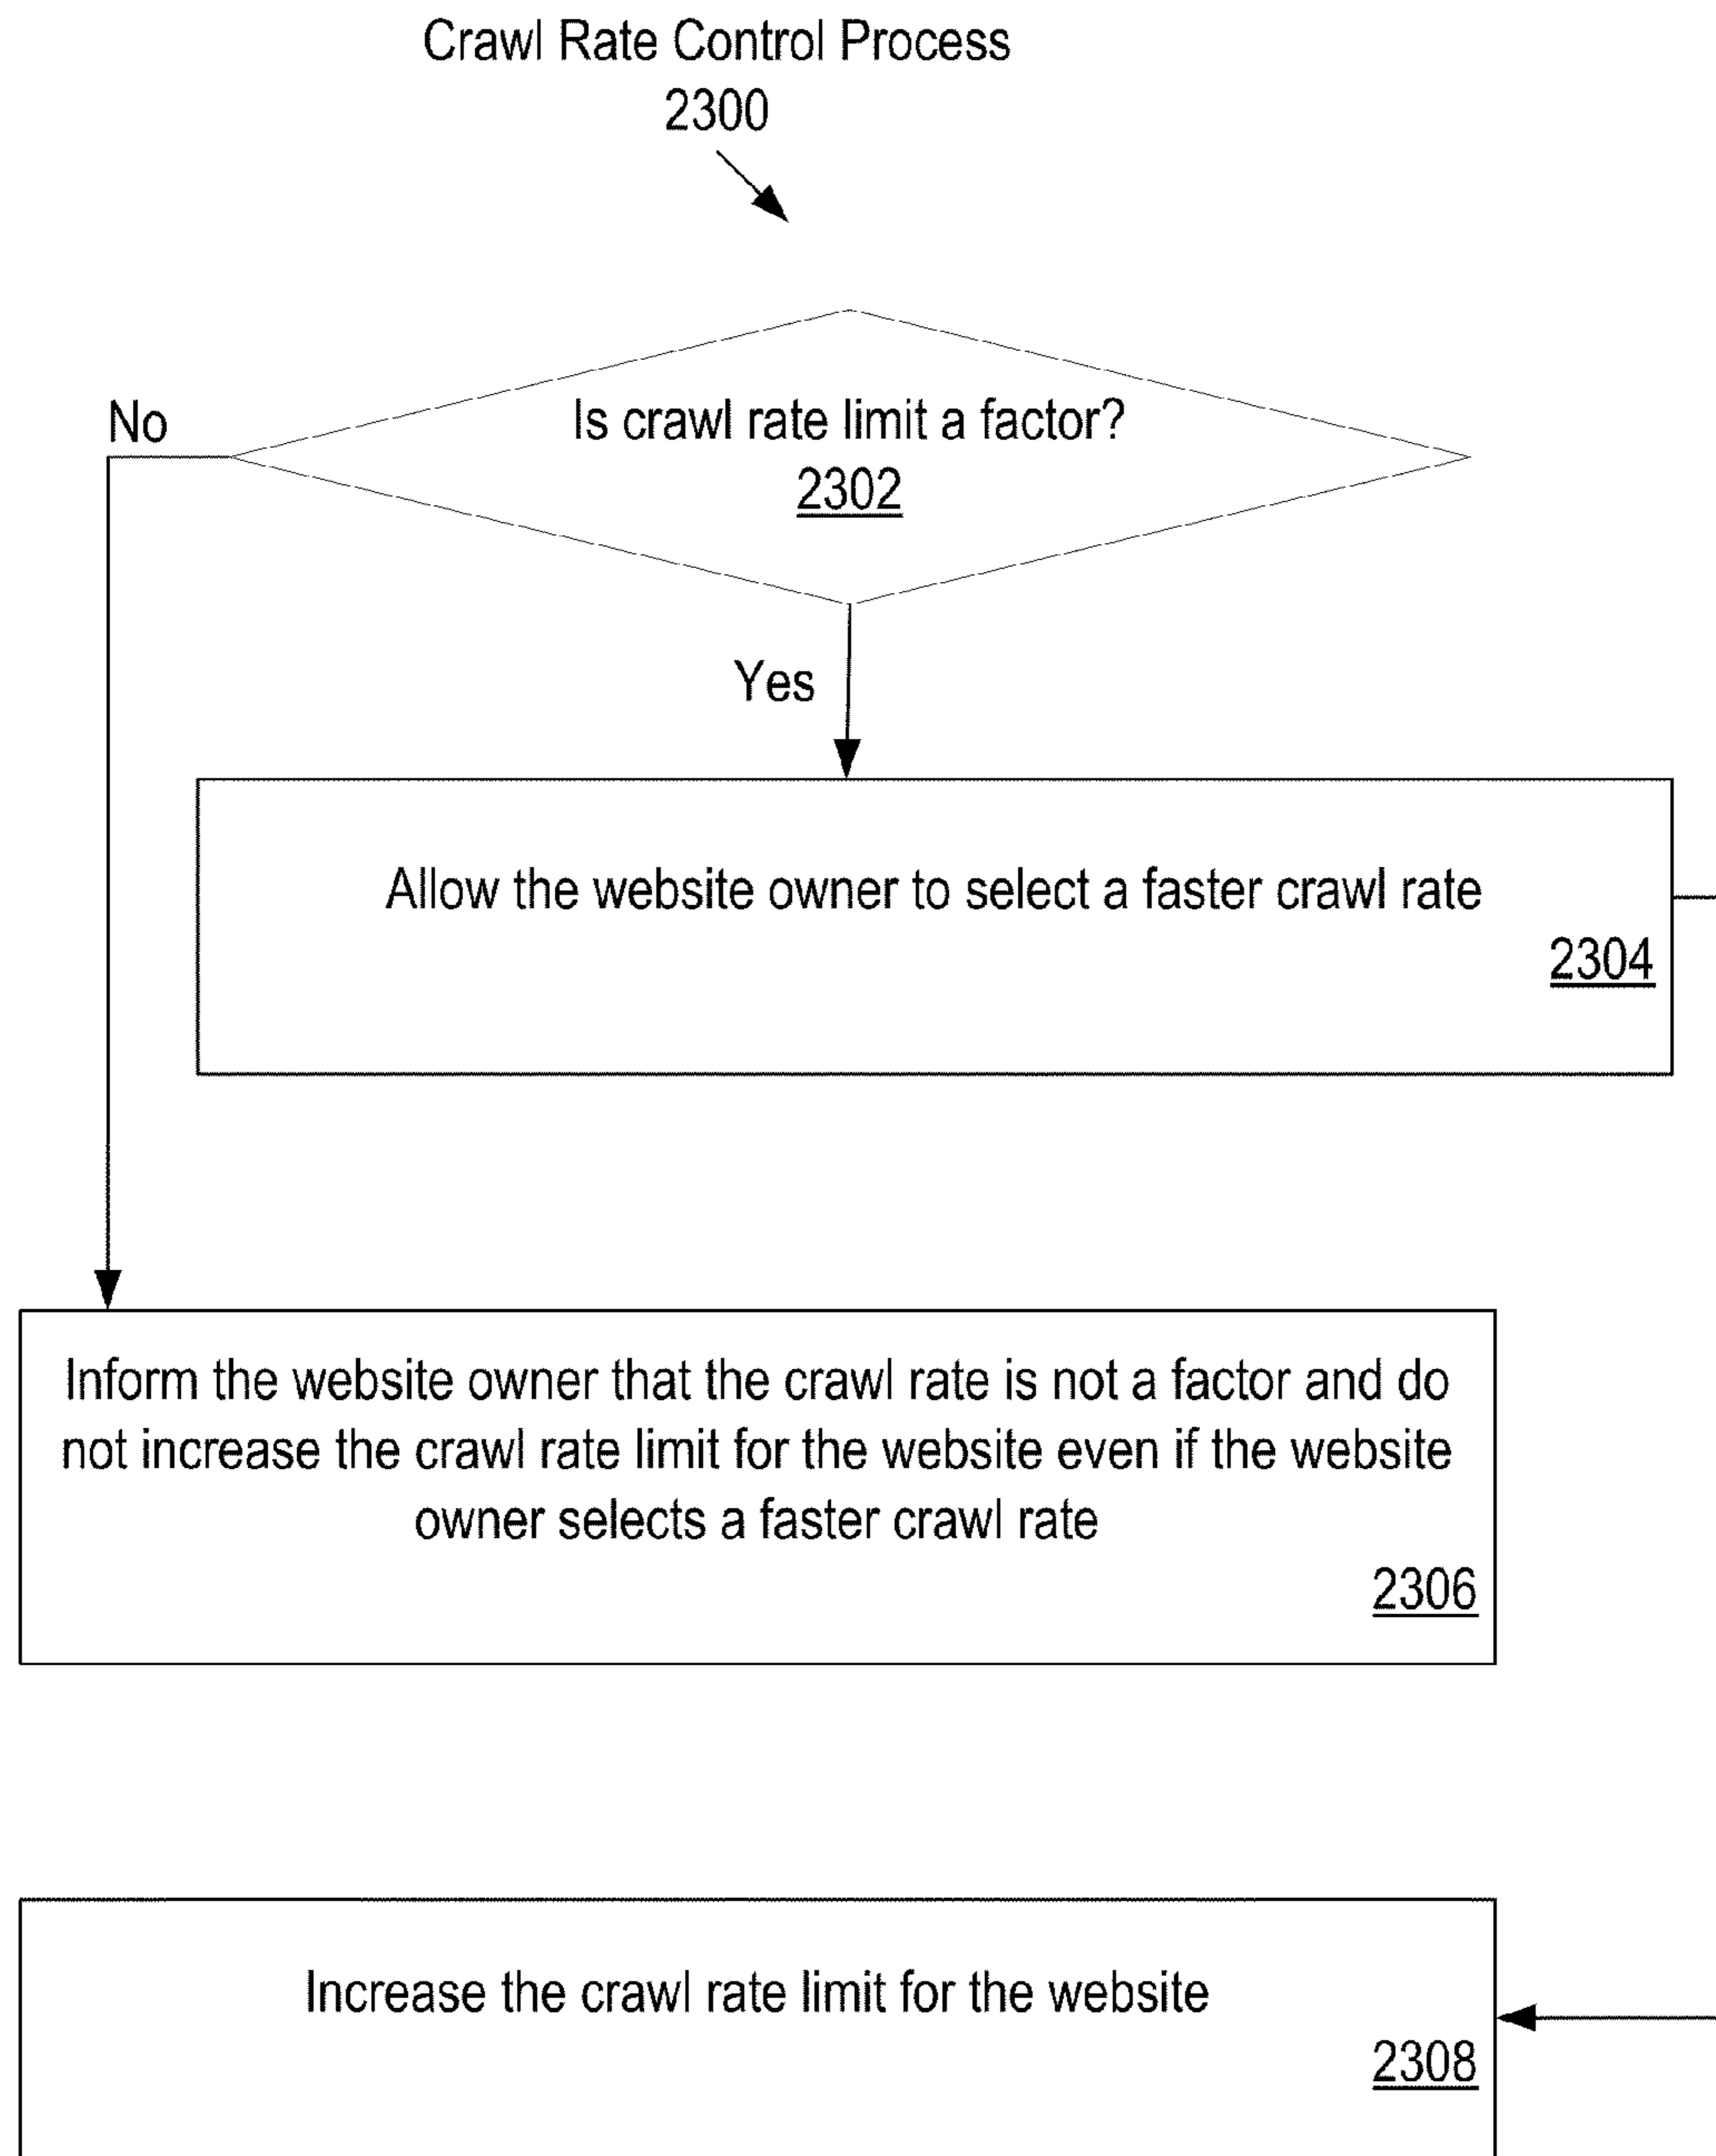 Crawl Rate Control Process
2300
Is crawl rate limit a factor?
2302
No
Yes
Allow the website owner to select a faster crawl rate
2304
Inform the website owner that the crawl rate is not a factor and do
not increase the crawl rate limit for the website even if the website
owner selects a faster crawl rate
2306
Increase the crawl rate limit for the website
2308